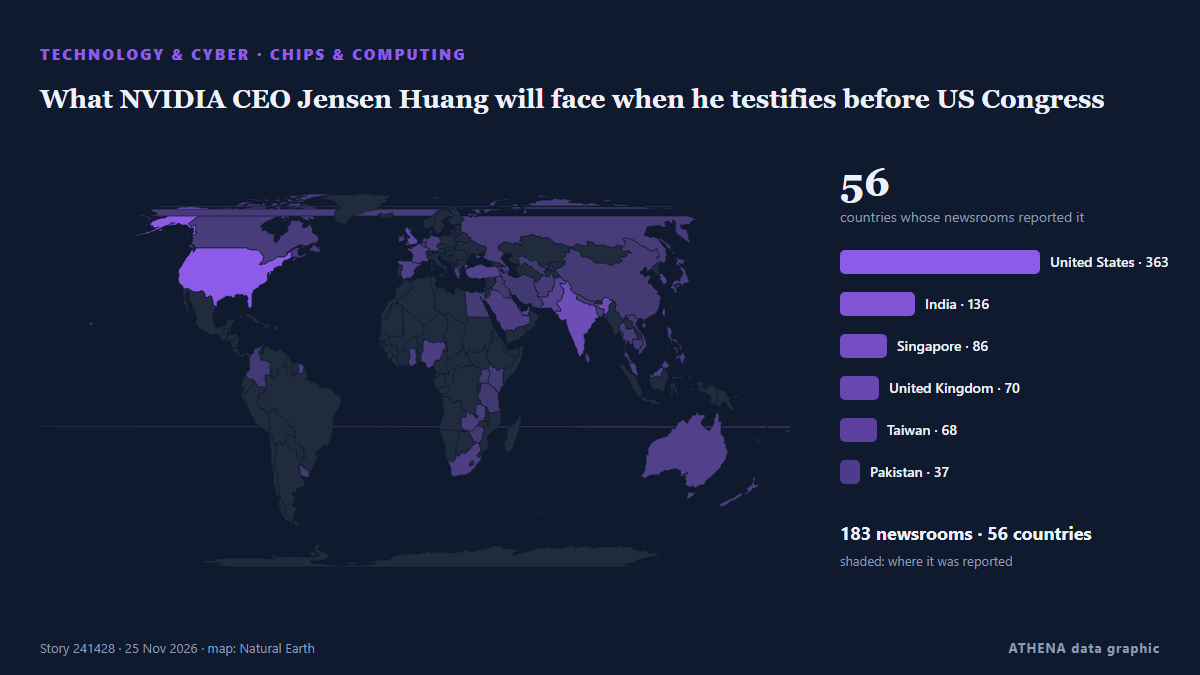 TECHNOLOGY & CYBER · CHIPS & COMPUTING
What NVIDIA CEO Jensen Huang will face when he testifies before US Congress
56
countries whose newsrooms reported it
United States · 363
India · 136
Singapore · 86
United Kingdom · 70
Taiwan · 68
Pakistan · 37
183 newsrooms · 56 countries
shaded: where it was reported
Story 241428 · 25 Nov 2026 · map: Natural Earth
ATHENA data graphic